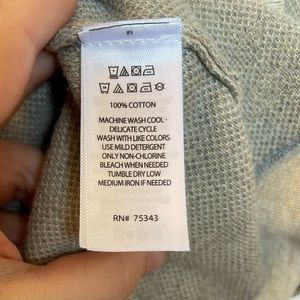 100% COTTON
MACHINE WASH COOL -
DELICATE CYCLE
WASH WITH LIKE COLORS
USE MILD DETERGENT
ONLY NON-CHLORINE
BLEACH WHEN NEEDED
TUMBLE DRY LOW
MEDIUM IRON IF NEEDED
RN# 75343